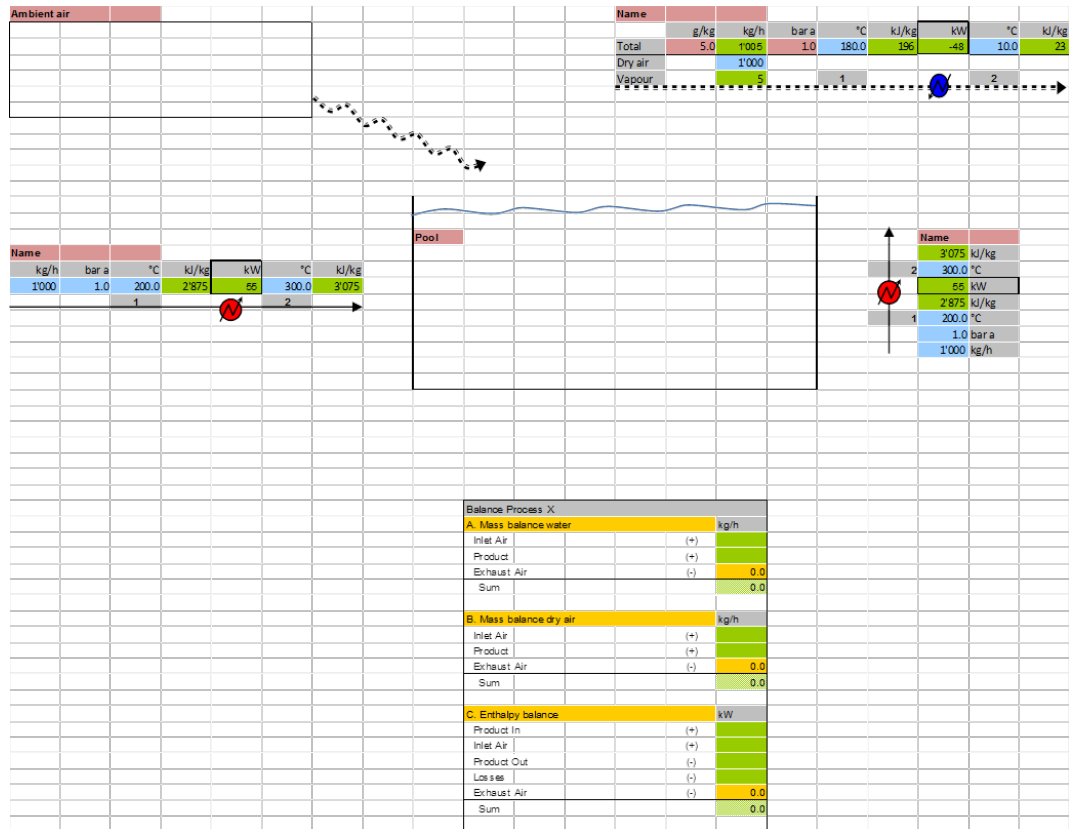 Ambient air
Name
g/kg kg/h bar a °C kJ/kg kW °C kJ/kg
Total 5.0 1'005 1.0 180.0 196 -48 10.0 23
Dry air 1'000
Vapour 5 1 2
Pool
Name
kg/h bar a °C kJ/kg kW °C kJ/kg
1'000 1.0 200.0 2'875 55 300.0 3'075
1 2
Name
3'075 kJ/kg
2 300.0 °C
55 kW
2'875 kJ/kg
1 200.0 °C
1.0 bar a
1'000 kg/h
Balance Process X
A. Mass balance water kg/h
Inlet Air (+)
Product (+)
Exhaust Air (-) 0.0
Sum 0.0
B. Mass balance dry air kg/h
Inlet Air (+)
Product (+)
Exhaust Air (-) 0.0
Sum 0.0
C. Enthalpy balance kW
Product In (+)
Inlet Air (+)
Product Out (-)
Losses (-)
Exhaust Air (-) 0.0
Sum 0.0